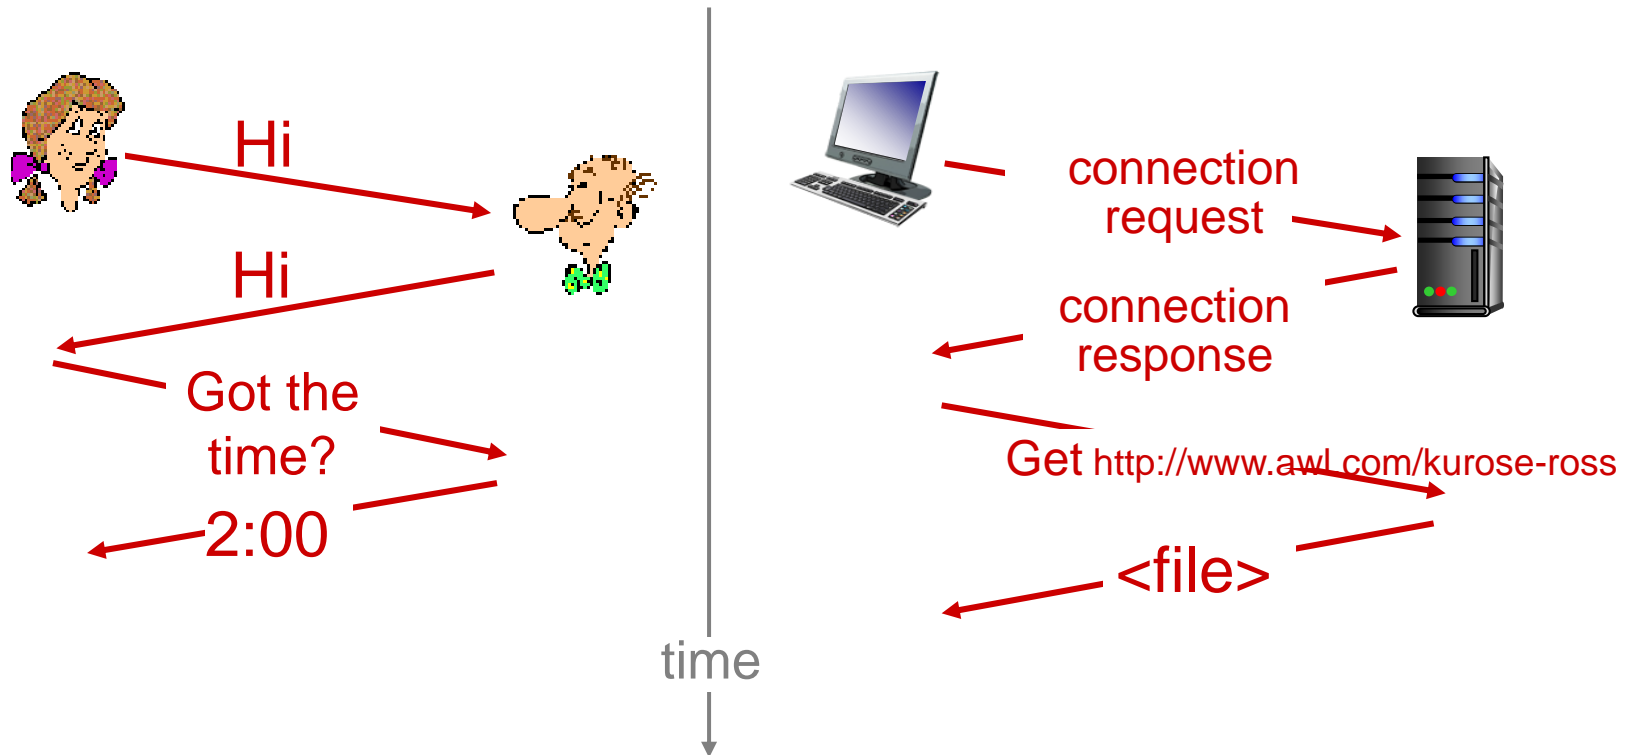 Hi
Hi
Got the
time?
2:00
connection
request
connection
response
Get http://www.awl.com/kurose-ross
<file>
time